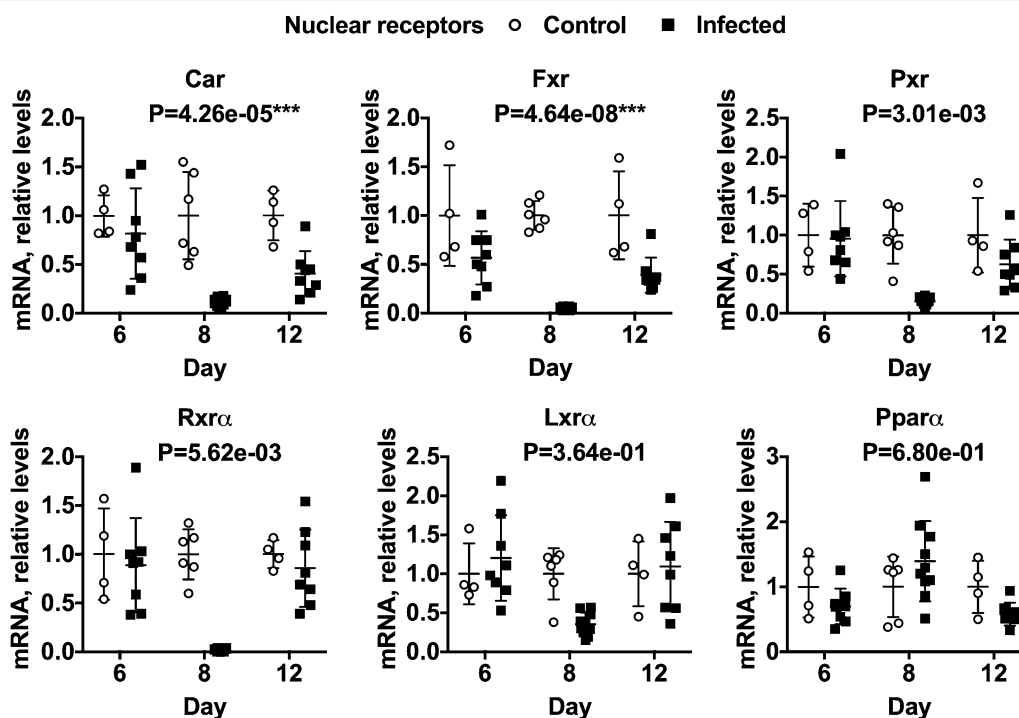 Nuclear receptors Control Infected
Car
P=4.26e-05***
mRNA, relative levels
2.0
1.5
1.0
0.5
0.0
6 8 12
Day
Fxr
P=4.64e-08***
mRNA, relative levels
2.0
1.5
1.0
0.5
0.0
6 8 12
Day
Pxr
P=3.01e-03
mRNA, relative levels
2.5
2.0
1.5
1.0
0.5
0.0
6 8 12
Day
Rxrα
P=5.62e-03
mRNA, relative levels
2.0
1.5
1.0
0.5
0.0
6 8 12
Day
Lxrα
P=3.64e-01
mRNA, relative levels
2.5
2.0
1.5
1.0
0.5
0.0
6 8 12
Day
Pparα
P=6.80e-01
mRNA, relative levels
3
2
1
0
6 8 12
Day